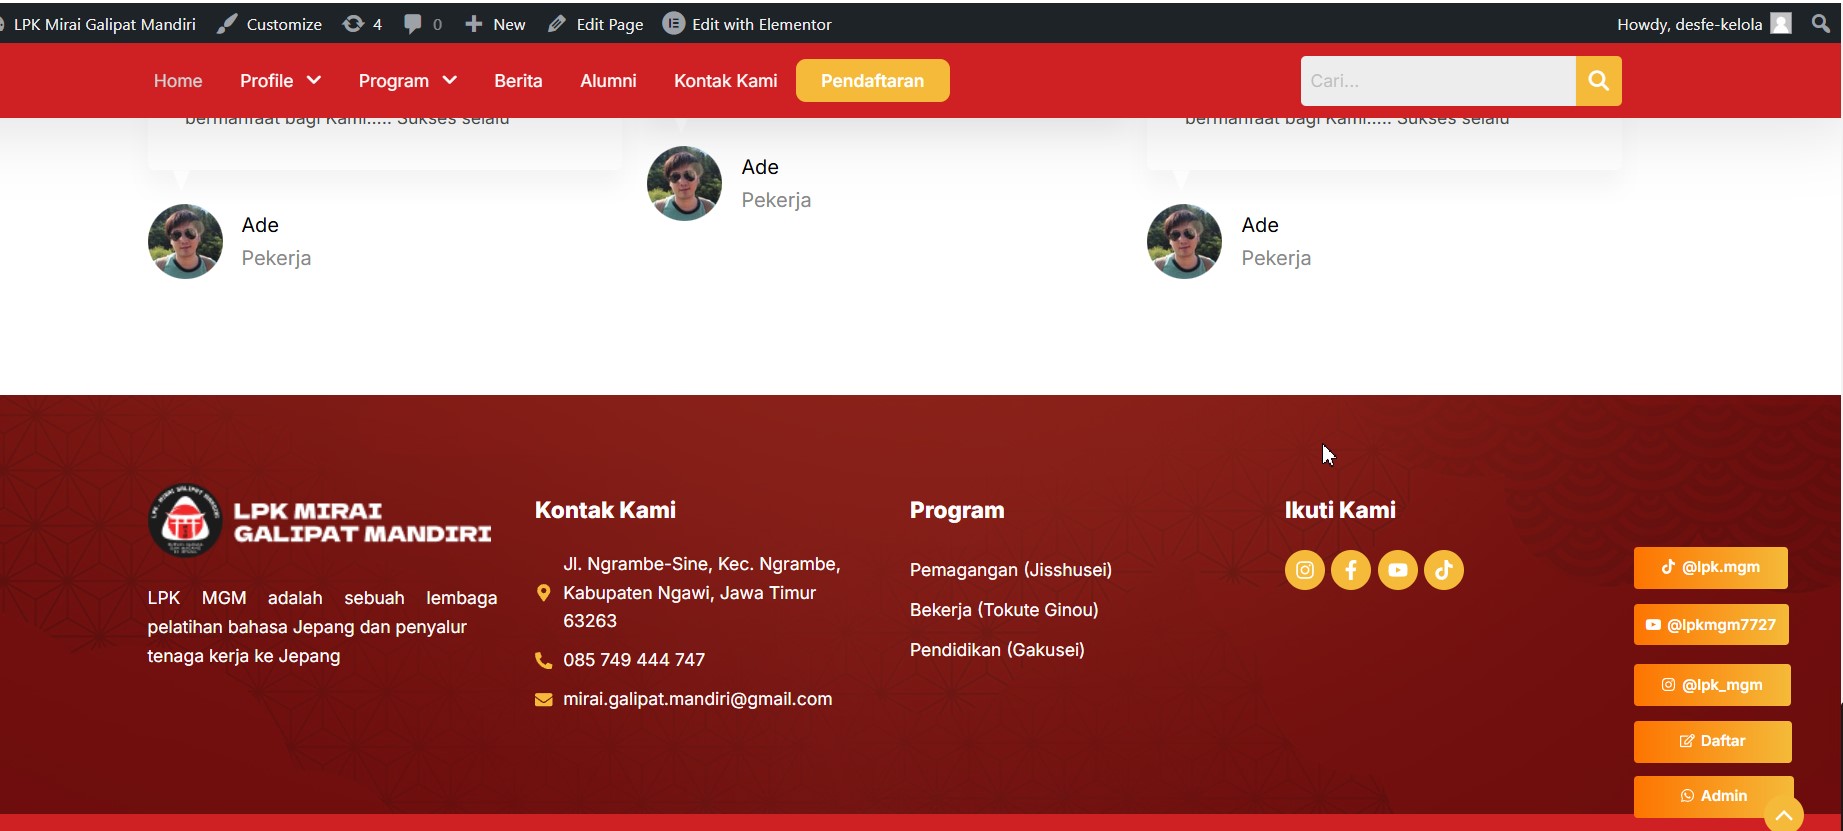 LPK Mirai Galipat Mandiri Customize 4 0 New Edit Page Edit with Elementor Howdy, desfe-kelola
Home Profile Program Berita Alumni Kontak Kami Pendaftaran Cari...
bermanfaat bagi Kami..... Sukses selalu
bermanfaat bagi Kami..... Sukses selalu
Ade
Pekerja
Ade
Pekerja
Ade
Pekerja
LPK MIRAI
GALIPAT MANDIRI
LPK MGM adalah sebuah lembaga
pelatihan bahasa Jepang dan penyalur
tenaga kerja ke Jepang
Kontak Kami
Jl. Ngrambe-Sine, Kec. Ngrambe,
Kabupaten Ngawi, Jawa Timur
63263
085 749 444 747
mirai.galipat.mandiri@gmail.com
Program
Pemagangan (Jisshusei)
Bekerja (Tokute Ginou)
Pendidikan (Gakusei)
Ikuti Kami
@lpk.mgm
@lpkmgm7727
@lpk_mgm
Daftar
Admin